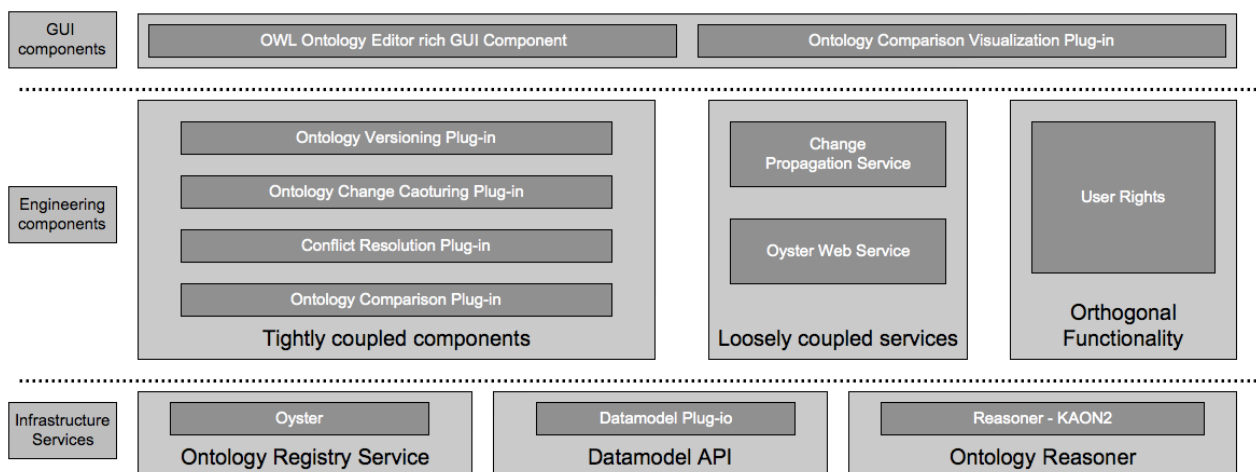 GUI
components
OWL Ontology Editor rich GUI Component
Ontology Comparison Visualization Plug-in
Engineering
components
Ontology Versioning Plug-in
Ontology Change Caoturing Plug-in
Conflict Resolution Plug-in
Ontology Comparison Plug-in
Tightly coupled components
Change
Propagation Service
Oyster Web Service
Loosely coupled services
User Rights
Orthogonal
Functionality
Infrastructure
Services
Oyster
Ontology Registry Service
Datamodel Plug-io
Datamodel API
Reasoner - KAON2
Ontology Reasoner